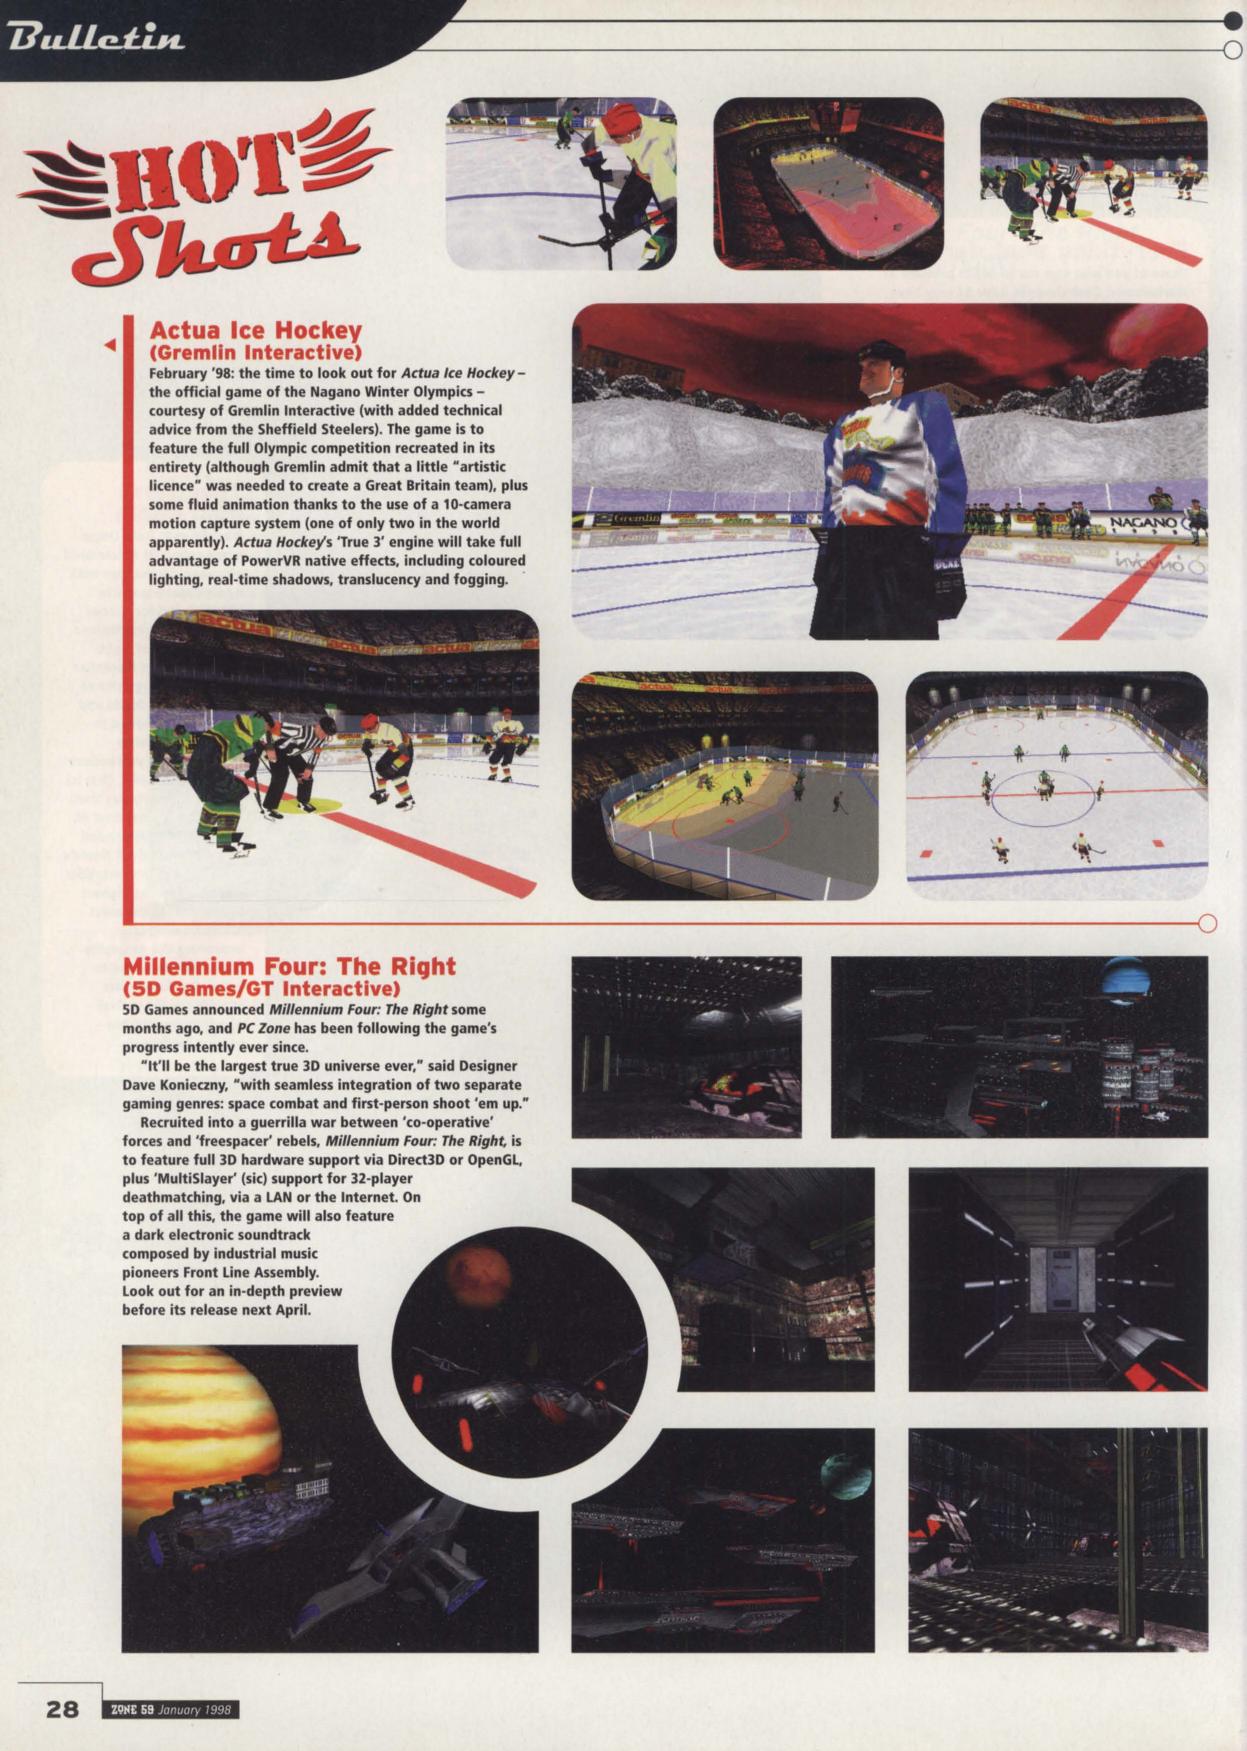 Bulletin
HOT
Shots
Actua Ice Hockey
(Gremlin Interactive)
February '98: the time to look out for Actua Ice Hockey –
the official game of the Nagano Winter Olympics –
courtesy of Gremlin Interactive (with added technical
advice from the Sheffield Steelers). The game is to
feature the full Olympic competition recreated in its
entirety (although Gremlin admit that a little “artistic
licence” was needed to create a Great Britain team), plus
some fluid animation thanks to the use of a 10-camera
motion capture system (one of only two in the world
apparently). Actua Hockey's ‘True 3’ engine will take full
advantage of PowerVR native effects, including coloured
lighting, real-time shadows, translucency and fogging.
Gremlin
NAGANO
actua
Millennium Four: The Right
(5D Games/GT Interactive)
5D Games announced Millennium Four: The Right some
months ago, and PC Zone has been following the game's
progress intently ever since.
“It'll be the largest true 3D universe ever,” said Designer
Dave Konieczny, “with seamless integration of two separate
gaming genres: space combat and first-person shoot 'em up.”
Recruited into a guerrilla war between ‘co-operative’
forces and ‘freespacer’ rebels, Millennium Four: The Right, is
to feature full 3D hardware support via Direct3D or OpenGL,
plus ‘MultiSlayer’ (sic) support for 32-player
deathmatching, via a LAN or the Internet. On
top of all this, the game will also feature
a dark electronic soundtrack
composed by industrial music
pioneers Front Line Assembly.
Look out for an in-depth preview
before its release next April.
28
ZONE 59 January 1998